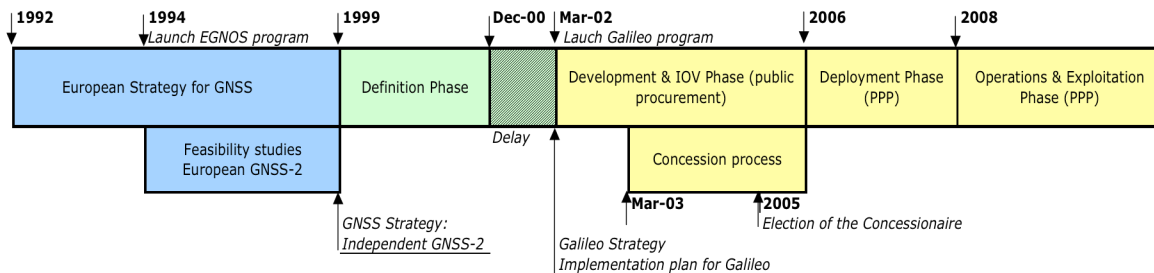 1992 1994 1999 Dec-00 Mar-02 2006 2008
Launch EGNOS program Lauch Galileo program
European Strategy for GNSS
Definition Phase
Development & IOV Phase (public
procurement)
Deployment Phase
(PPP)
Operations & Exploitation
Phase (PPP)
Delay
Feasibility studies
European GNSS-2
Concession process
Mar-03
2005
Election of the Concessionaire
GNSS Strategy:
Independent GNSS-2
Galileo Strategy
Implementation plan for Galileo